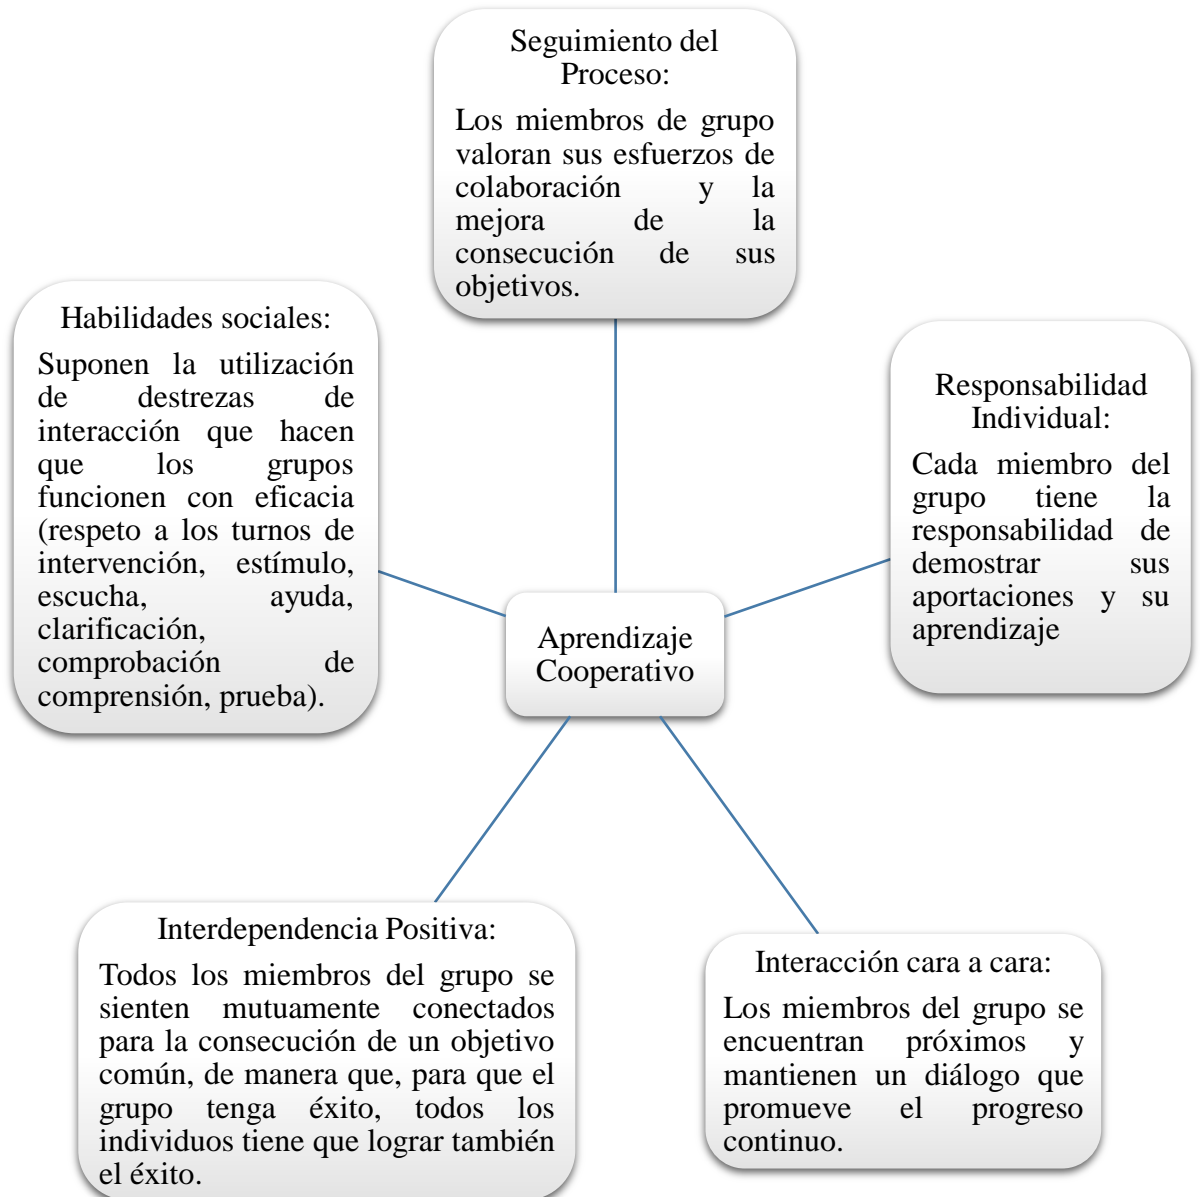 Seguimiento del
Proceso:
Los miembros de grupo
valoran sus esfuerzos de
colaboración y la
mejora de la
consecución de sus
objetivos.
Habilidades sociales:
Suponen la utilización
de destrezas de
interacción que hacen
que los grupos
funcionen con eficacia
(respeto a los turnos de
intervención, estímulo,
escucha, ayuda,
clarificación,
comprobación de
comprensión, prueba).
Responsabilidad
Individual:
Cada miembro del
grupo tiene la
responsabilidad de
demostrar sus
aportaciones y su
aprendizaje
Aprendizaje
Cooperativo
Interdependencia Positiva:
Todos los miembros del grupo se
sienten mutuamente conectados
para la consecución de un objetivo
común, de manera que, para que el
grupo tenga éxito, todos los
individuos tiene que lograr también
el éxito.
Interacción cara a cara:
Los miembros del grupo se
encuentran próximos y
mantienen un diálogo que
promueve el progreso
continuo.